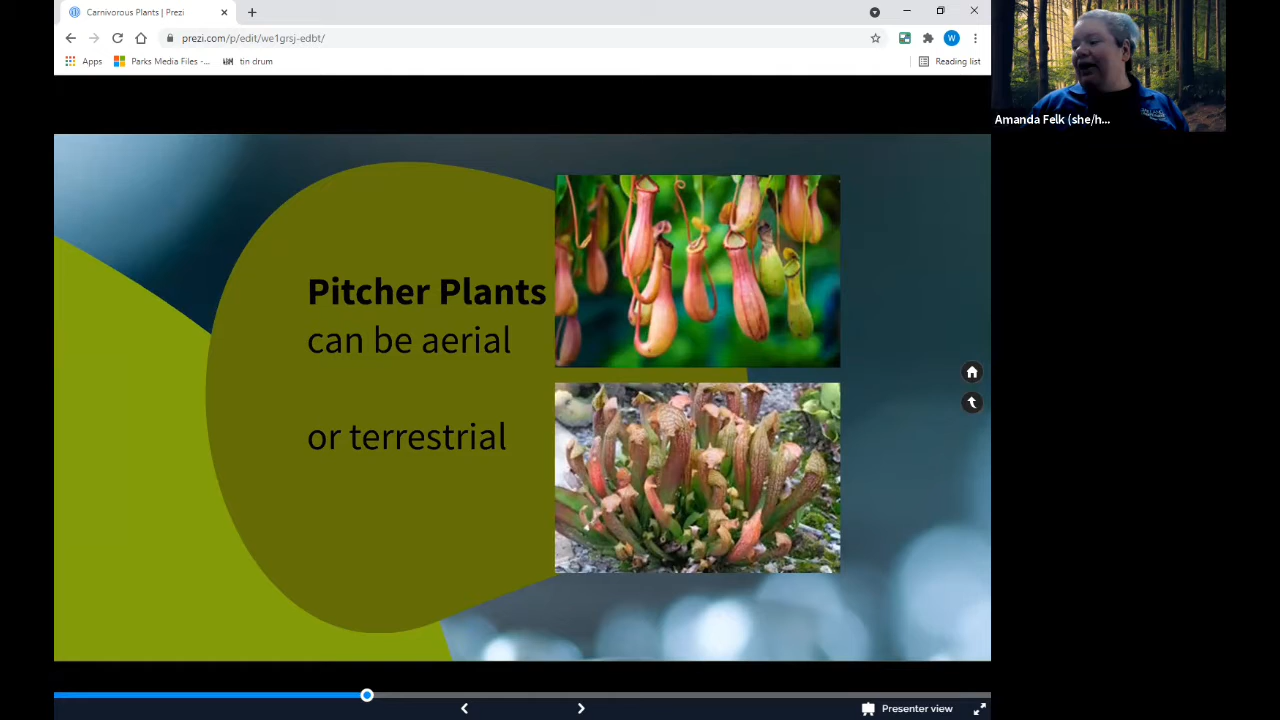 Carnivorous Plants | Prezi
prezi.com/p/edit/we1grsj-edbt/
W
Apps
Parks Media Files -...
tin drum
Reading list
Amanda Felk (she/h...
Pitcher Plants
can be aerial
or terrestrial
Presenter view